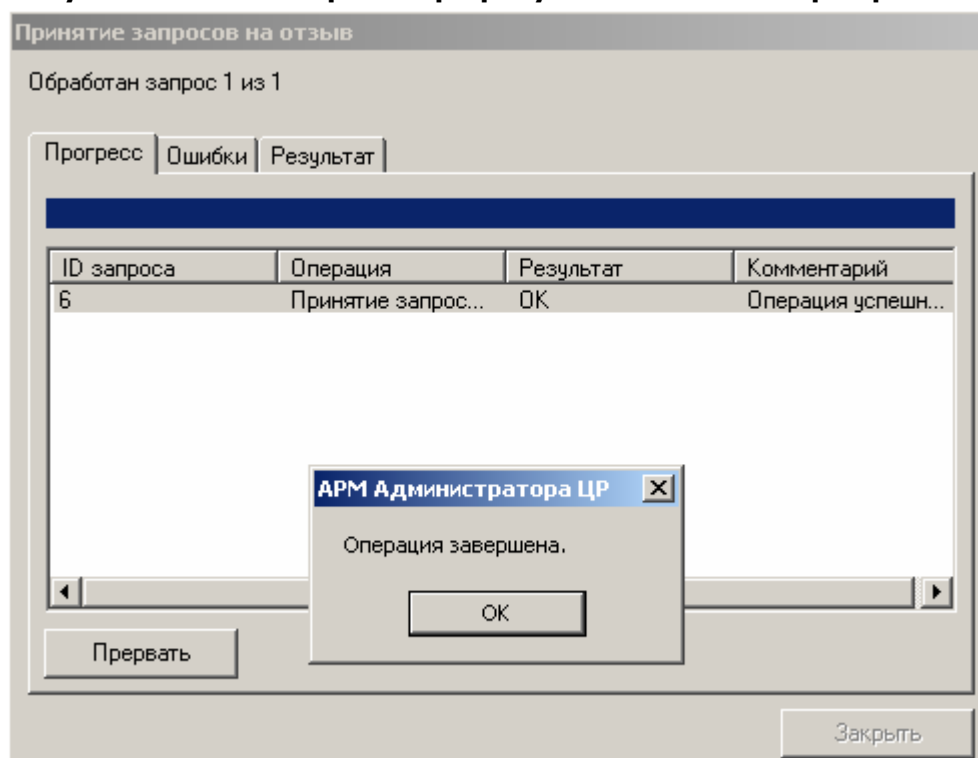 Принятие запросов на отзыв
Обработан запрос 1 из 1
Прогресс Ошибки Результат
ID запроса Операция Результат Комментарий
6 Принятие запрос... OK Операция успешн...
АРМ Администратора ЦР
Операция завершена.
OK
Прервать
Закрыть